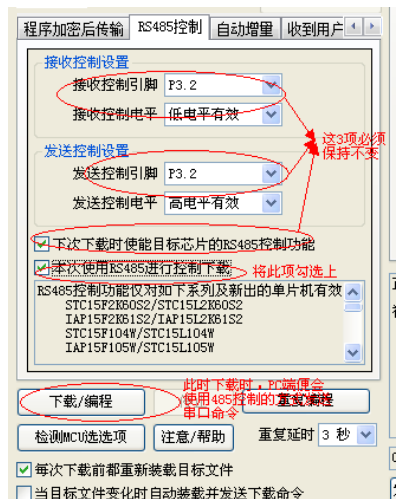 程序加密后传输 RS485控制 自动增量 收到用户
接收控制设置
接收控制引脚 P3.2
接收控制电平 低电平有效
这3项必须
保持不变
发送控制设置
发送控制引脚 P3.2
发送控制电平 高电平有效
下次下载时使能目标芯片的RS485控制功能
本次使用RS485进行控制下载 将此项勾选上
RS485控制功能仅对如下系列及新出的单片机有效
STC15F2K60S2/STC15L2K60S2
IAP15F2K61S2/IAP15L2K61S2
STC15F104W/STC15L104W
IAP15F105W/STC15L105W
此时下载时，PC端便会
使用485控制的
串口命令
下载/编程 重复编程
检测MCU选选项 注意/帮助 重复延时 3 秒
每次下载前都重新装载目标文件
当目标文件变化时自动装载并发送下载命令